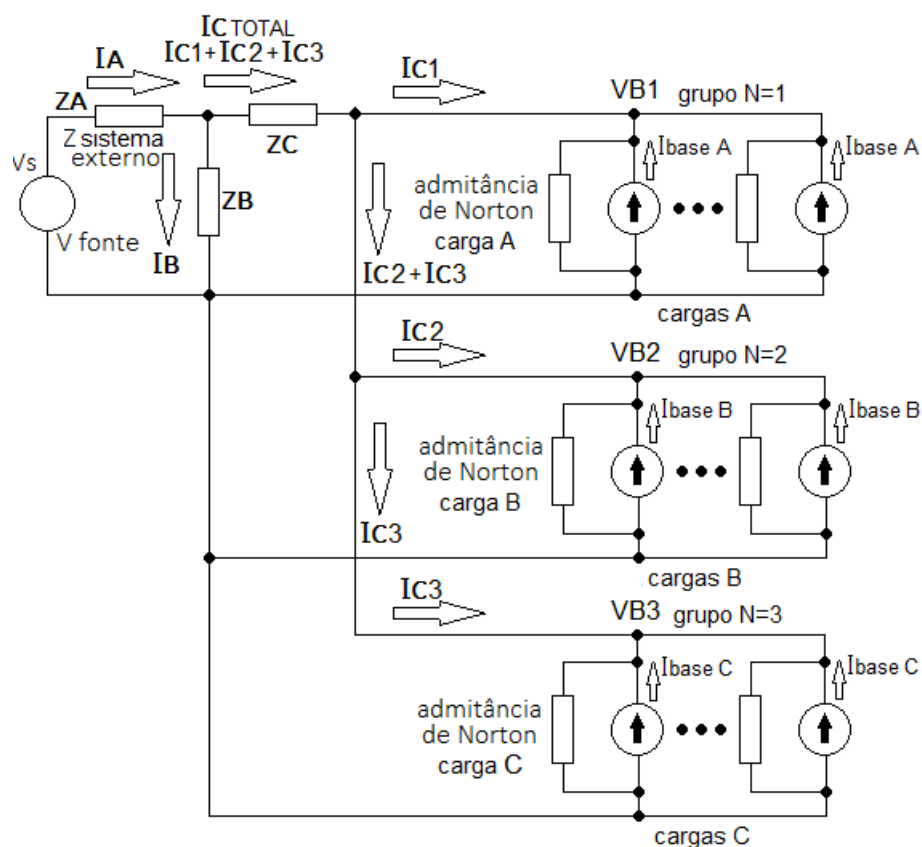 IC TOTAL
IC1+IC2+IC3
IA
ZA
Z sistema
externo
ZC
Vs
V fonte
ZB
IB
IC1
IC2+IC3
VB1 grupo N=1
Ibase A
Ibase A
admitância
de Norton
carga A
cargas A
IC2
VB2 grupo N=2
Ibase B
Ibase B
admitância
de Norton
carga B
cargas B
IC3
IC3
VB3 grupo N=3
Ibase C
Ibase C
admitância
de Norton
carga C
cargas C